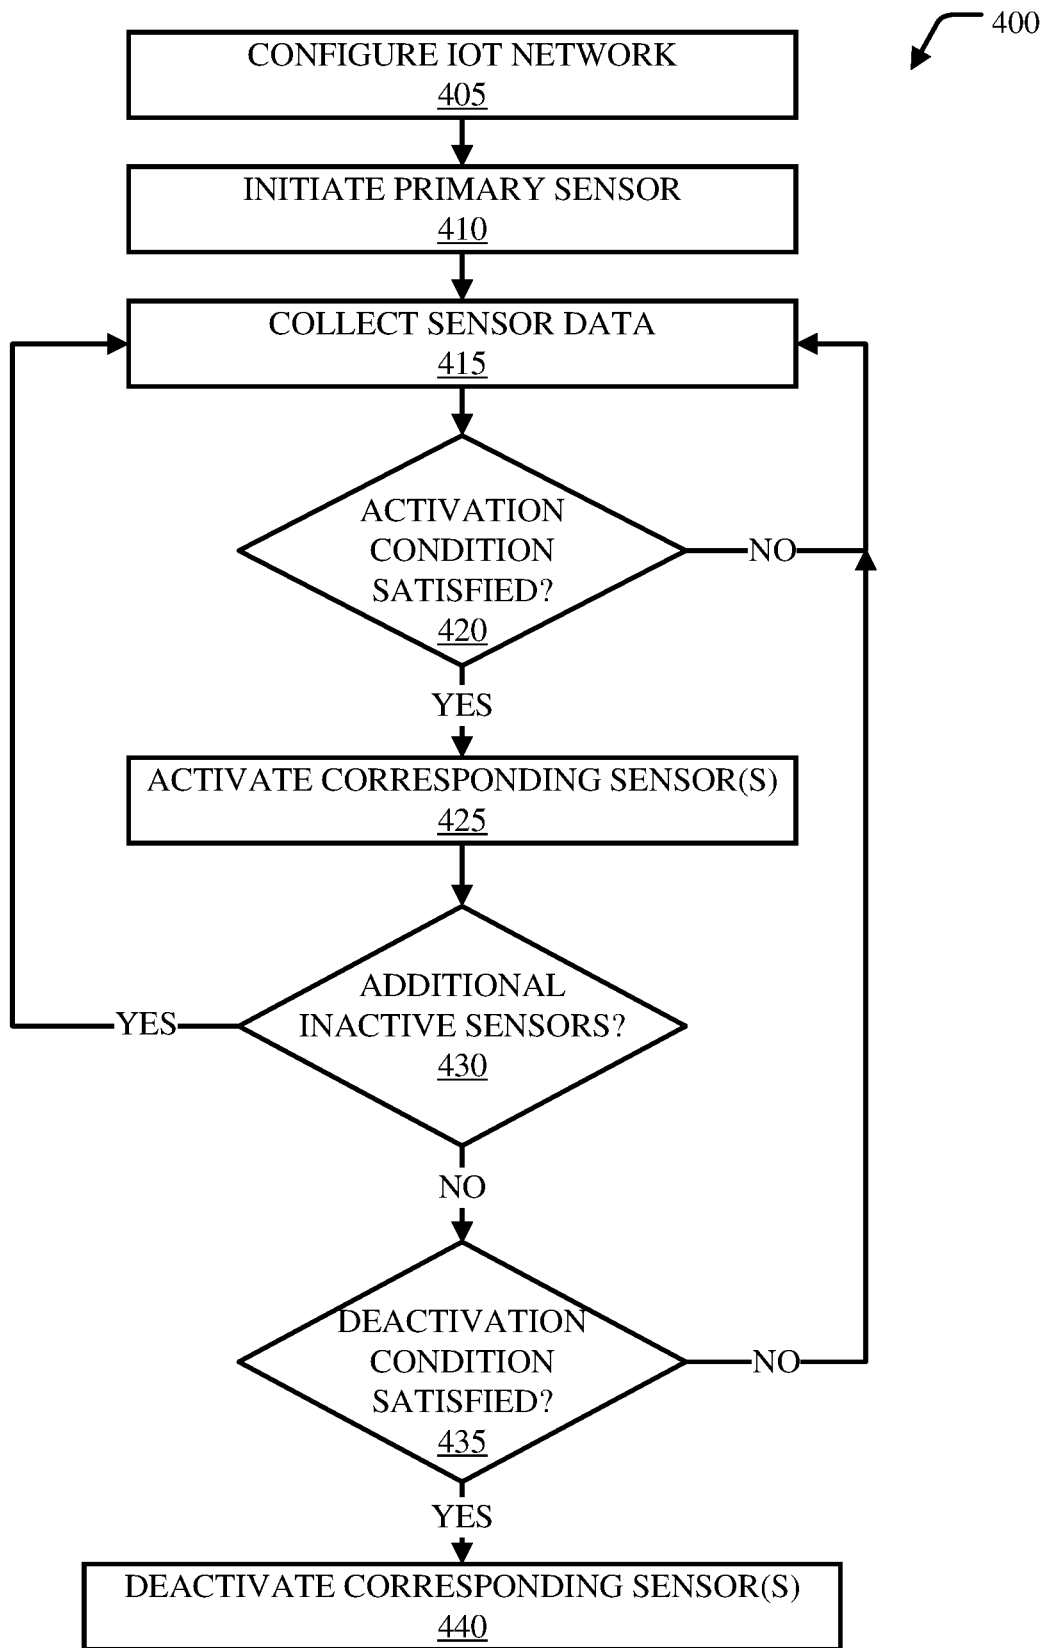 400
CONFIGURE IOT NETWORK
405
INITIATE PRIMARY SENSOR
410
COLLECT SENSOR DATA
415
ACTIVATION
CONDITION
SATISFIED?
420
NO
YES
ACTIVATE CORRESPONDING SENSOR(S)
425
ADDITIONAL
INACTIVE SENSORS?
430
YES
NO
DEACTIVATION
CONDITION
SATISFIED?
435
NO
YES
DEACTIVATE CORRESPONDING SENSOR(S)
440